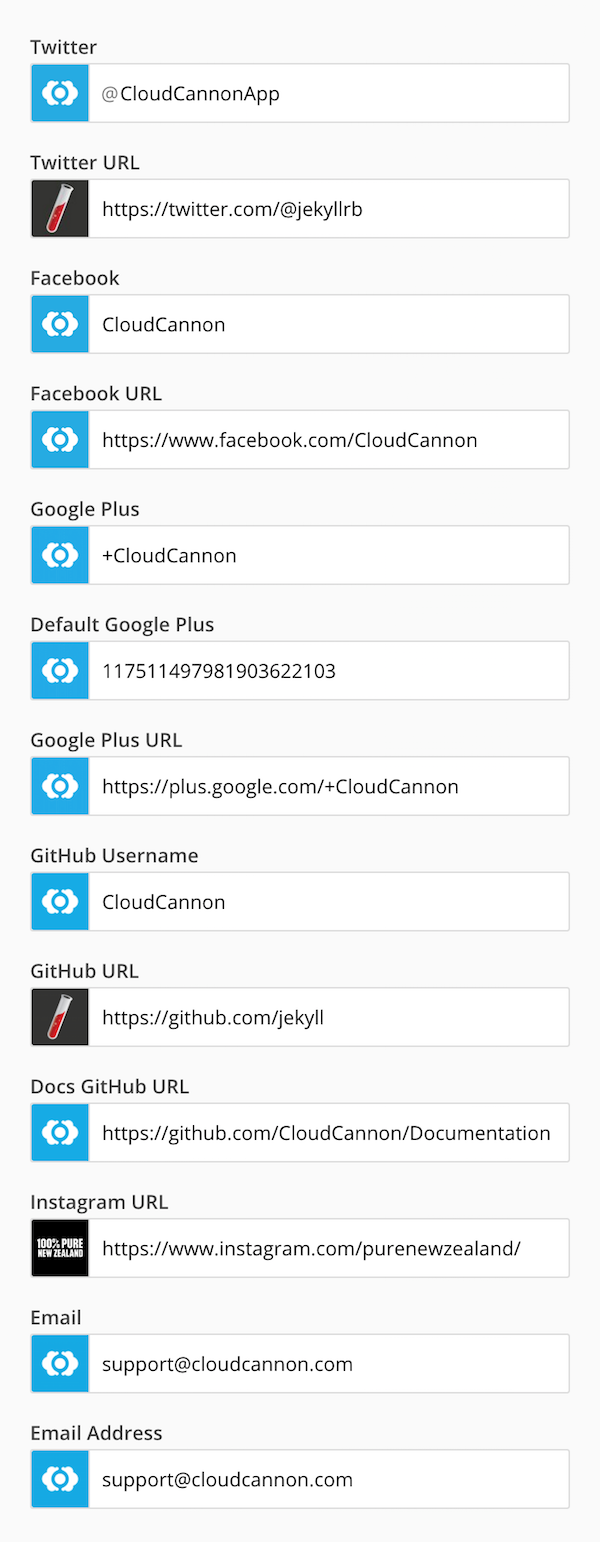 Twitter
@CloudCannonApp
Twitter URL
https://twitter.com/@jekyllrb
Facebook
CloudCannon
Facebook URL
https://www.facebook.com/CloudCannon
Google Plus
+CloudCannon
Default Google Plus
117511497981903622103
Google Plus URL
https://plus.google.com/+CloudCannon
GitHub Username
CloudCannon
GitHub URL
https://github.com/jekyll
Docs GitHub URL
https://github.com/CloudCannon/Documentation
Instagram URL
100% PURE
NEW ZEALAND
https://www.instagram.com/purenewzealand/
Email
support@cloudcannon.com
Email Address
support@cloudcannon.com